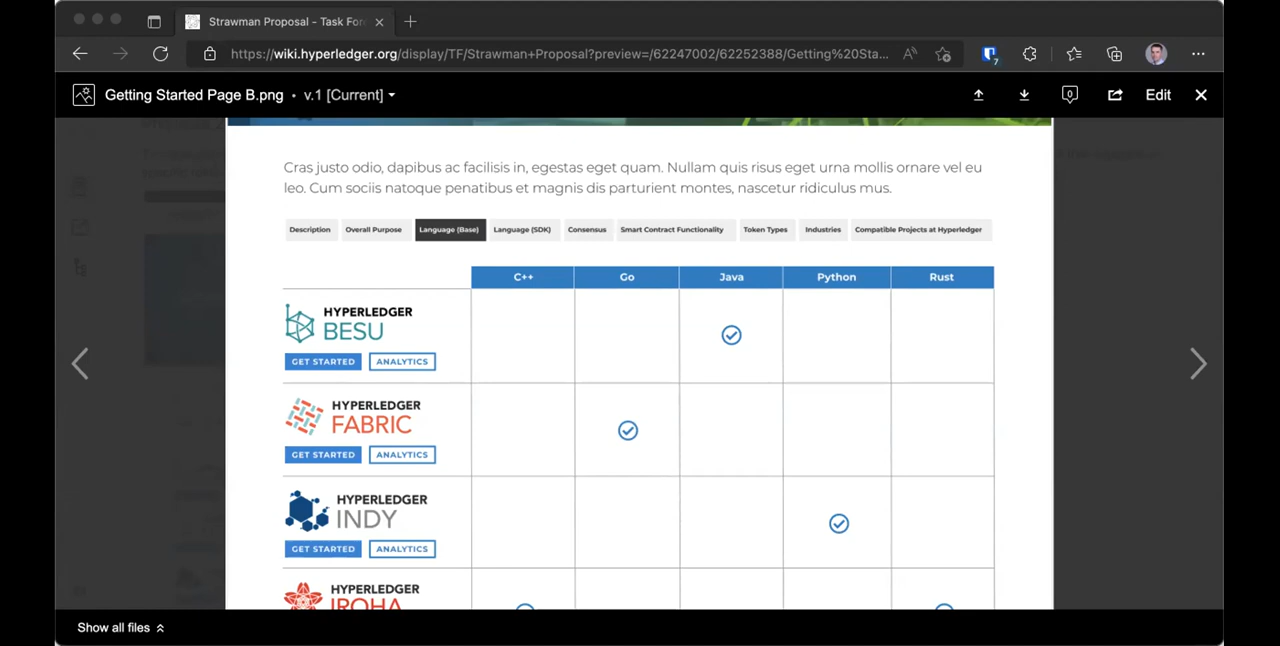 Strawman Proposal - Task For
https://wiki.hyperledger.org/display/TF/Strawman+Proposal?preview=/62247002/62252388/Getting%20Sta...
7
Getting Started Page B.png • v.1 [Current]
0
Edit
Cras justo odio, dapibus ac facilisis in, egestas eget quam. Nullam quis risus eget urna mollis ornare vel eu
leo. Cum sociis natoque penatibus et magnis dis parturient montes, nascetur ridiculus mus.
Description Overall Purpose Language (Base) Language (SDK) Consensus Smart Contract Functionality Token Types Industries Compatible Projects at Hyperledger
C++ Go Java Python Rust
HYPERLEDGER
BESU
GET STARTED ANALYTICS
HYPERLEDGER
FABRIC
GET STARTED ANALYTICS
HYPERLEDGER
INDY
GET STARTED ANALYTICS
HYPERLEDGER
IROHA
Show all files